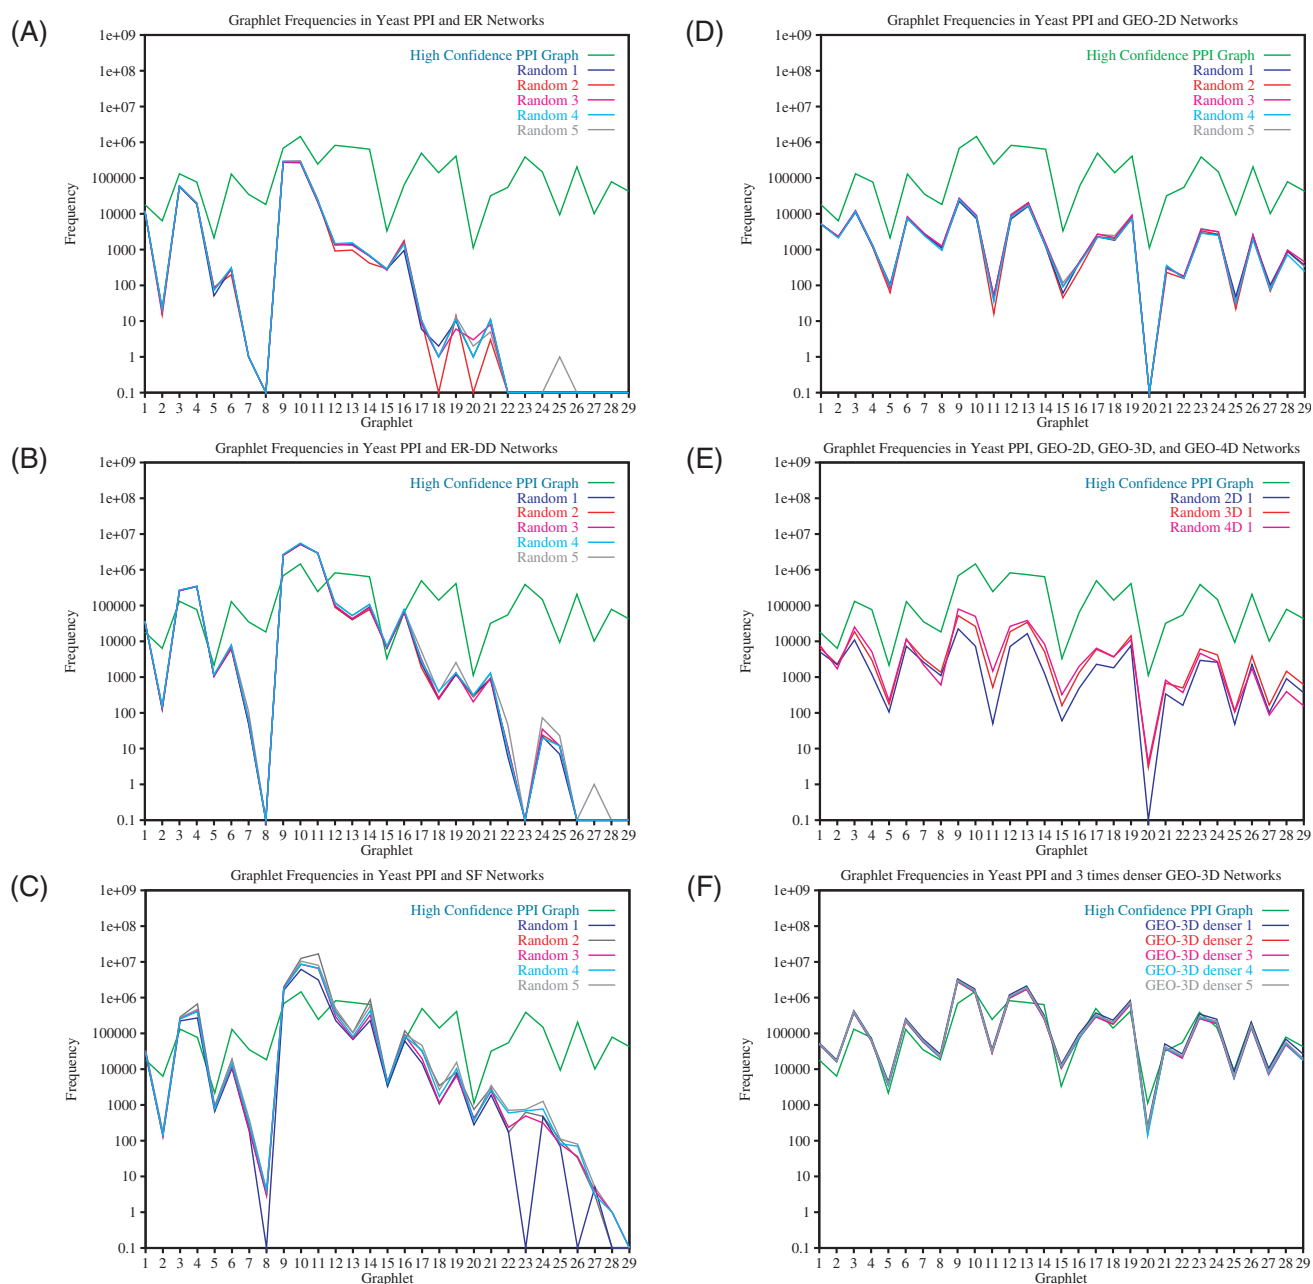 (A)
Graphlet Frequencies in Yeast PPI and ER Networks
1e+09
1e+08
1e+07
1e+06
100000
10000
1000
100
10
1
0.1
Frequency
High Confidence PPI Graph
Random 1
Random 2
Random 3
Random 4
Random 5
1 2 3 4 5 6 7 8 9 10 11 12 13 14 15 16 17 18 19 20 21 22 23 24 25 26 27 28 29
Graphlet
(D)
Graphlet Frequencies in Yeast PPI and GEO-2D Networks
1e+09
1e+08
1e+07
1e+06
100000
10000
1000
100
10
1
0.1
Frequency
High Confidence PPI Graph
Random 1
Random 2
Random 3
Random 4
Random 5
1 2 3 4 5 6 7 8 9 10 11 12 13 14 15 16 17 18 19 20 21 22 23 24 25 26 27 28 29
Graphlet
(B)
Graphlet Frequencies in Yeast PPI and ER-DD Networks
1e+09
1e+08
1e+07
1e+06
100000
10000
1000
100
10
1
0.1
Frequency
High Confidence PPI Graph
Random 1
Random 2
Random 3
Random 4
Random 5
1 2 3 4 5 6 7 8 9 10 11 12 13 14 15 16 17 18 19 20 21 22 23 24 25 26 27 28 29
Graphlet
(E)
Graphlet Frequencies in Yeast PPI, GEO-2D, GEO-3D, and GEO-4D Networks
1e+09
1e+08
1e+07
1e+06
100000
10000
1000
100
10
1
0.1
Frequency
High Confidence PPI Graph
Random 2D 1
Random 3D 1
Random 4D 1
1 2 3 4 5 6 7 8 9 10 11 12 13 14 15 16 17 18 19 20 21 22 23 24 25 26 27 28 29
Graphlet
(C)
Graphlet Frequencies in Yeast PPI and SF Networks
1e+09
1e+08
1e+07
1e+06
100000
10000
1000
100
10
1
0.1
Frequency
High Confidence PPI Graph
Random 1
Random 2
Random 3
Random 4
Random 5
1 2 3 4 5 6 7 8 9 10 11 12 13 14 15 16 17 18 19 20 21 22 23 24 25 26 27 28 29
Graphlet
(F)
Graphlet Frequencies in Yeast PPI and 3 times denser GEO-3D Networks
1e+09
1e+08
1e+07
1e+06
100000
10000
1000
100
10
1
0.1
Frequency
High Confidence PPI Graph
GEO-3D denser 1
GEO-3D denser 2
GEO-3D denser 3
GEO-3D denser 4
GEO-3D denser 5
1 2 3 4 5 6 7 8 9 10 11 12 13 14 15 16 17 18 19 20 21 22 23 24 25 26 27 28 29
Graphlet